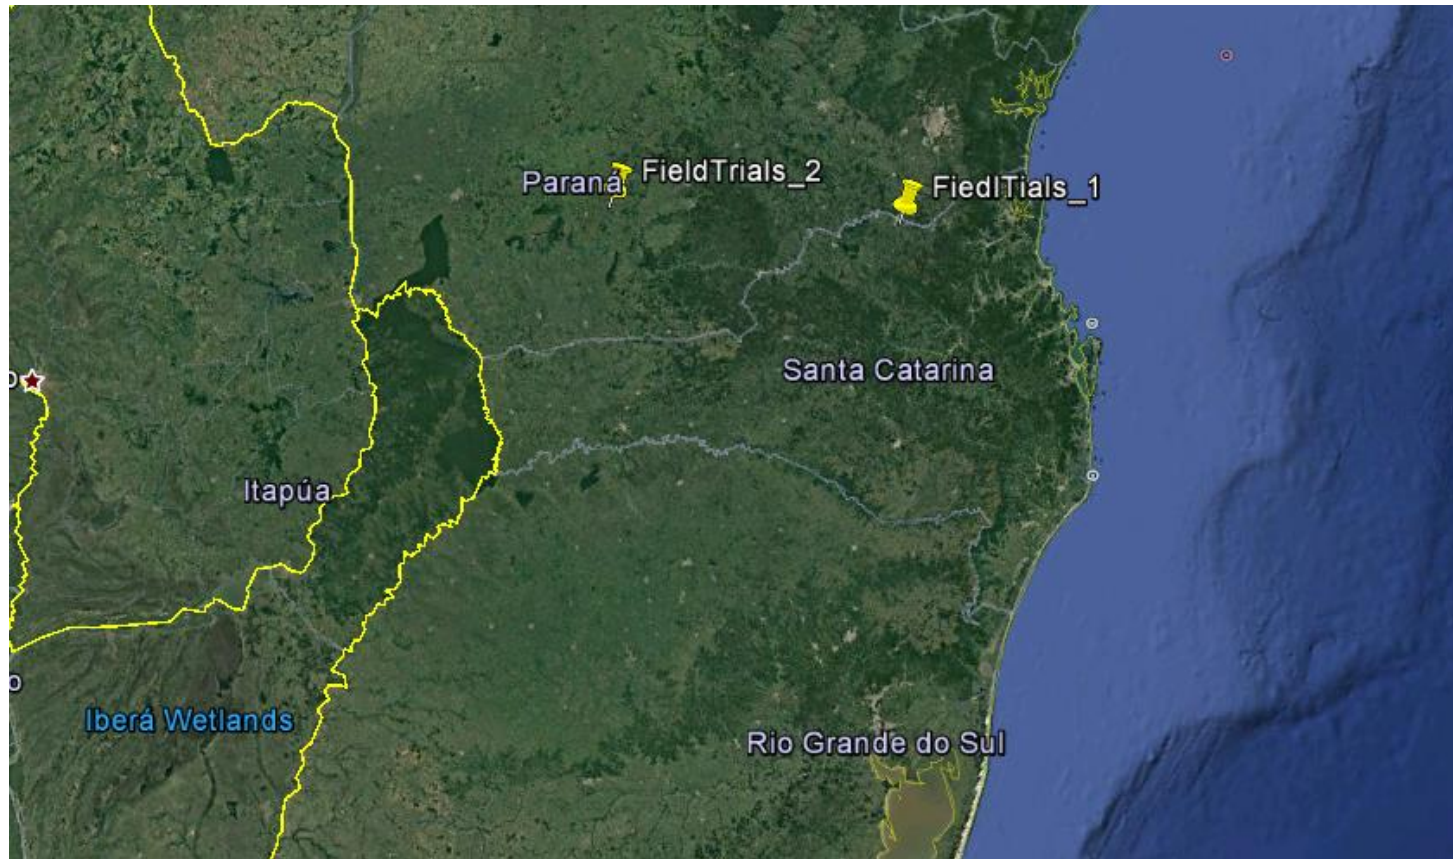 FieldTrials_2
Paraná
FiedlTials_1
Santa Catarina
Itapúa
Iberá Wetlands
Rio Grande do Sul